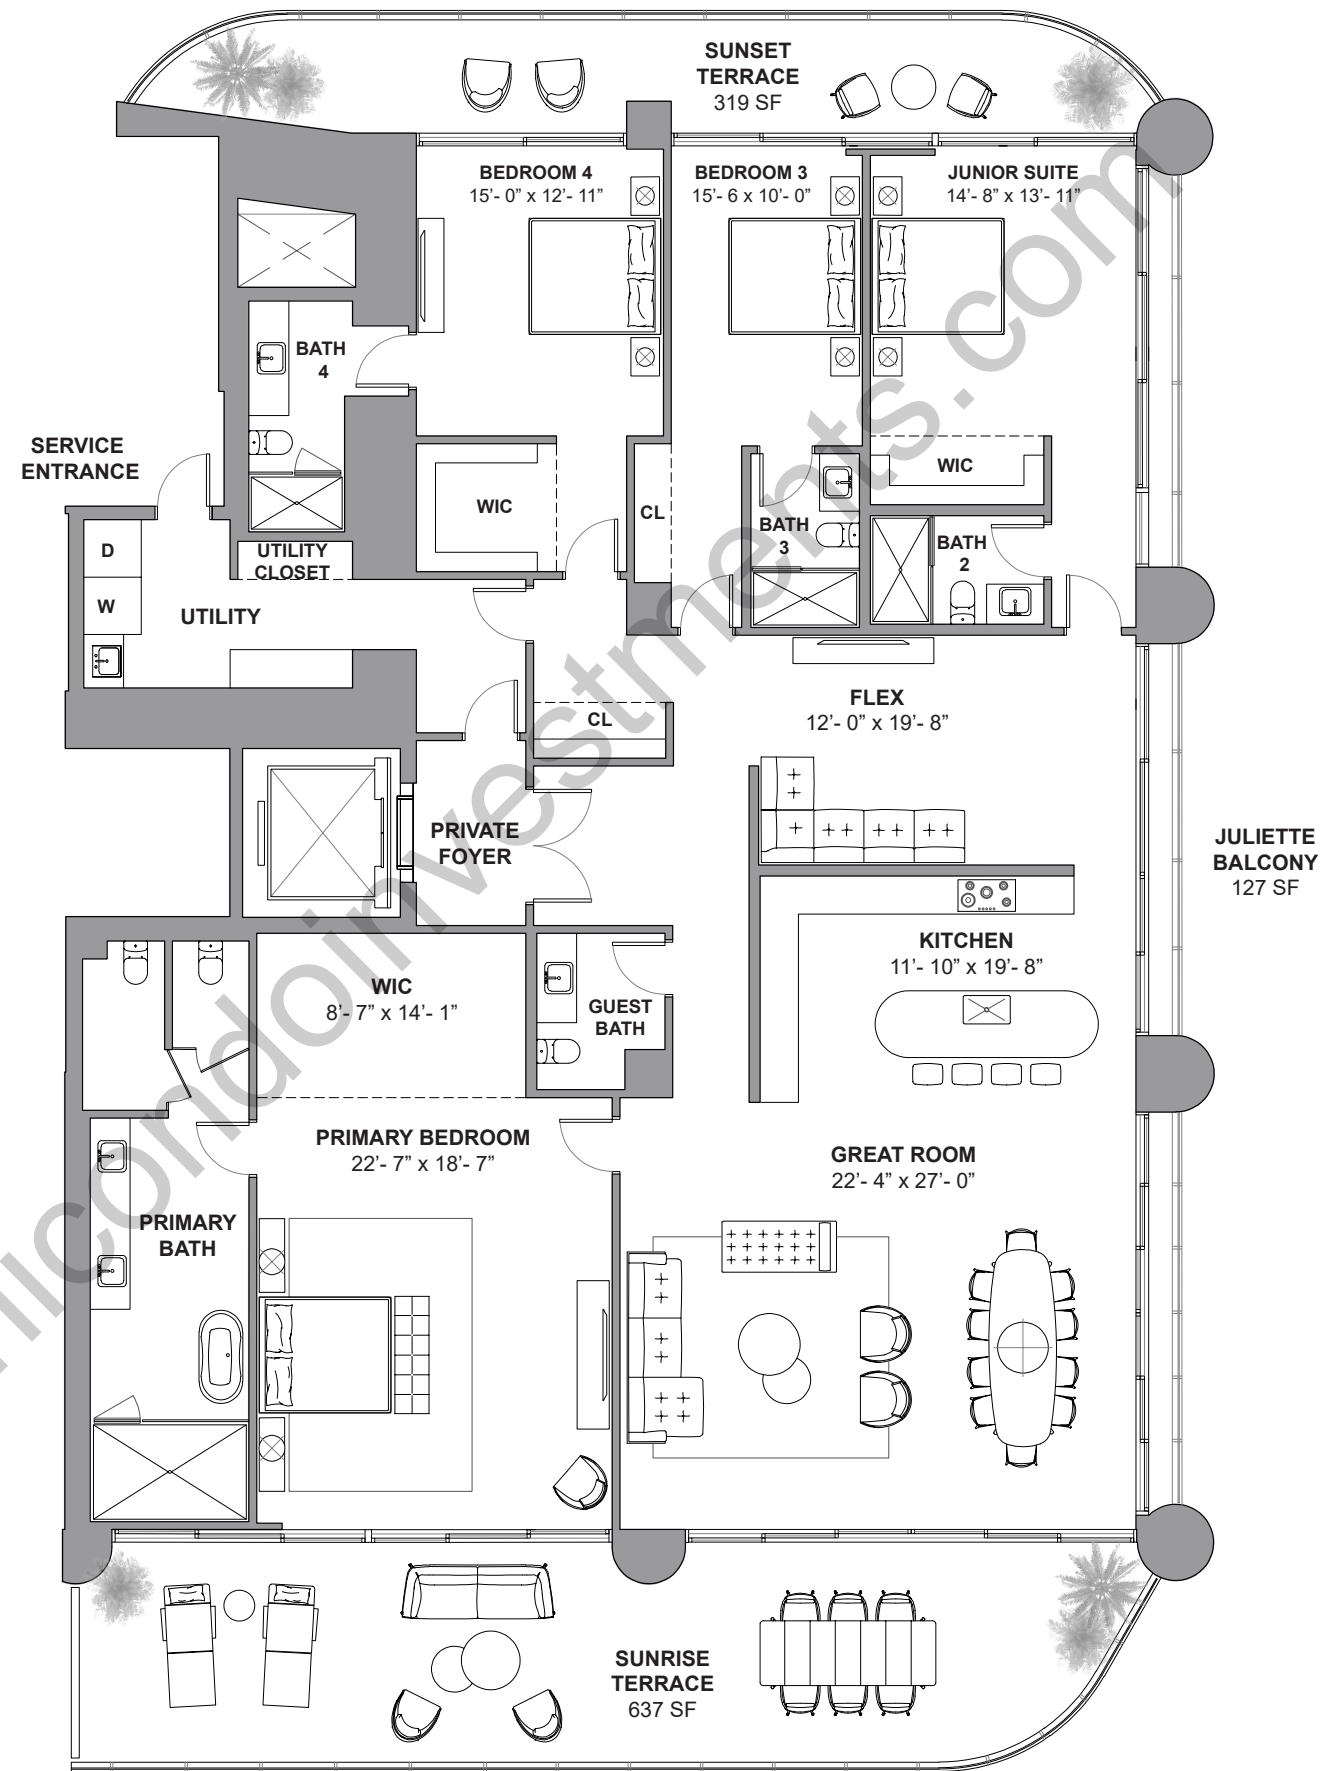 SUNSET
TERRACE
319 SF
BEDROOM 4
15’- 0” x 12’- 11”
BEDROOM 3
15’- 6 x 10’- 0”
JUNIOR SUITE
14’- 8” x 13’- 11”
BATH
4
SERVICE
ENTRANCE
WIC
CL
WIC
BATH
3
BATH
2
D
W
UTILITY
CLOSET
UTILITY
CL
FLEX
12’- 0” x 19’- 8”
PRIVATE
FOYER
JULIETTE
BALCONY
127 SF
KITCHEN
11’- 10” x 19’- 8”
WIC
8’- 7” x 14’- 1”
GUEST
BATH
PRIMARY BEDROOM
22’- 7” x 18’- 7”
GREAT ROOM
22’- 4” x 27’- 0”
PRIMARY
BATH
SUNRISE
TERRACE
637 SF
icondoinvestments.com